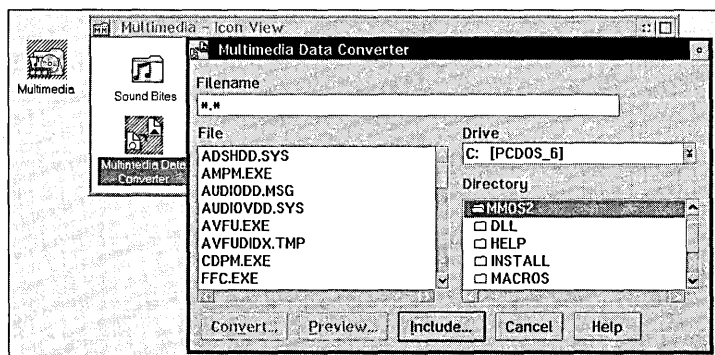 Multimedia - Icon View
Multimedia
Sound Bites
Multimedia Data
Converter
Multimedia Data Converter
Filename
*.*
File
ADSHDD.SYS
AMPM.EXE
AUDIODD.MSG
AUDIOVDD.SYS
AVFU.EXE
AVFUDIDX.TMP
CDPM.EXE
FFC.EXE
Drive
C: [PCDOS_6]
Directory
MMOS2
DLL
HELP
INSTALL
MACROS
Convert... Preview... Include... Cancel Help